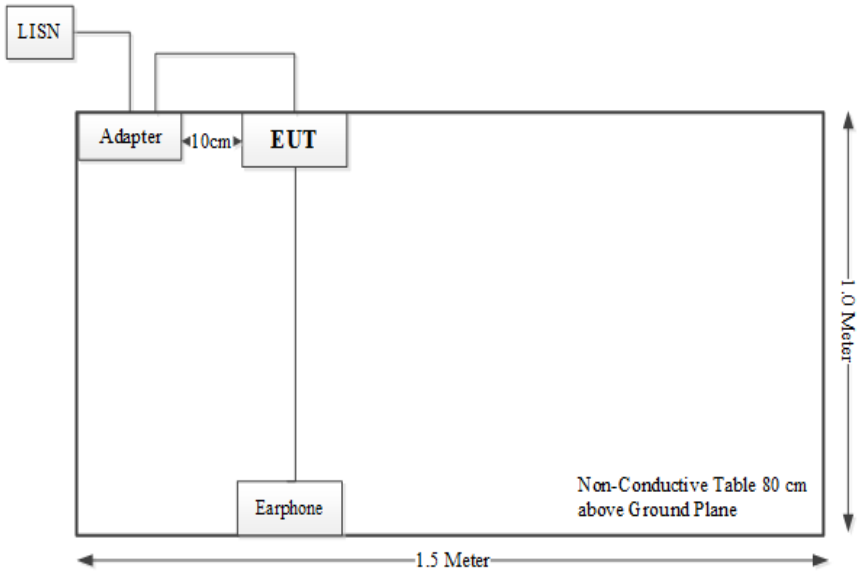 LISN
Adapter
10cm
EUT
1.0 Meter
Earphone
Non-Conductive Table 80 cm
above Ground Plane
1.5 Meter